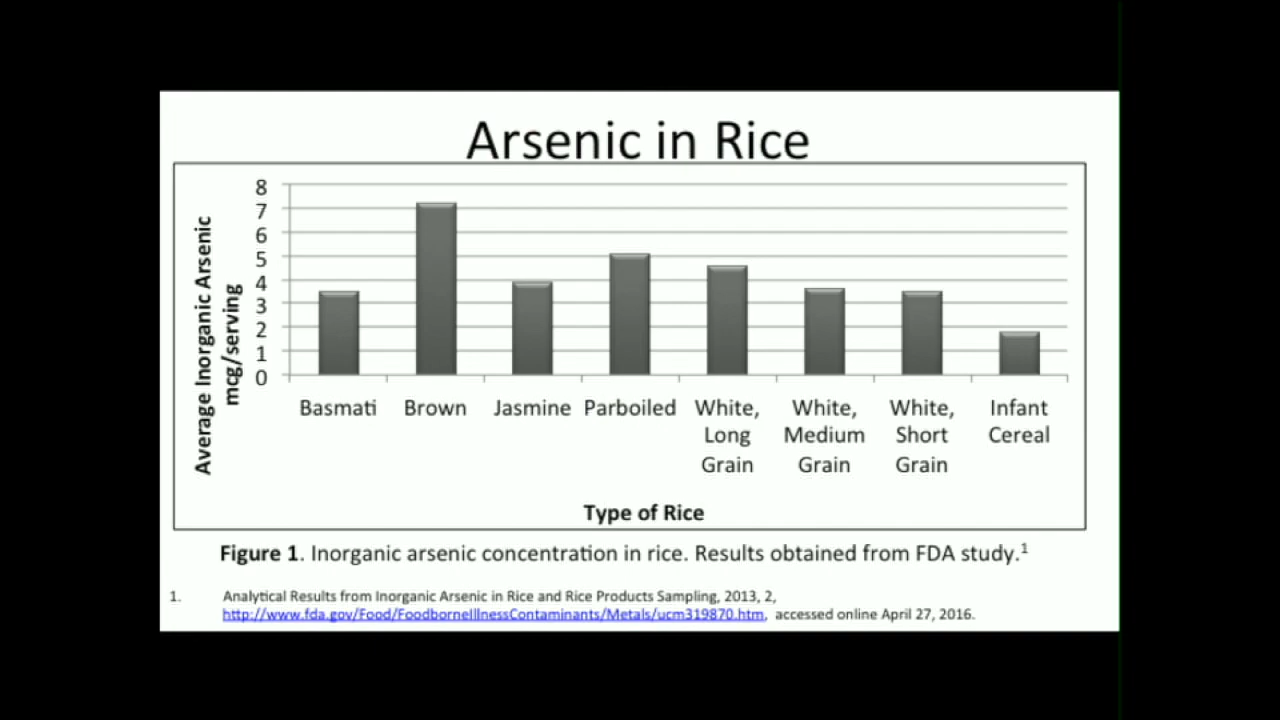 Arsenic in Rice
Average Inorganic Arsenic
mcg/serving
8
7
6
5
4
3
2
1
0
Basmati Brown Jasmine Parboiled White, White, White, Infant
Long Medium Short Cereal
Grain Grain Grain
Type of Rice
Figure 1. Inorganic arsenic concentration in rice. Results obtained from FDA study.1
1. Analytical Results from Inorganic Arsenic in Rice and Rice Products Sampling, 2013, 2,
http://www.fda.gov/Food/FoodborneIllnessContaminants/Metals/ucm319870.htm, accessed online April 27, 2016.